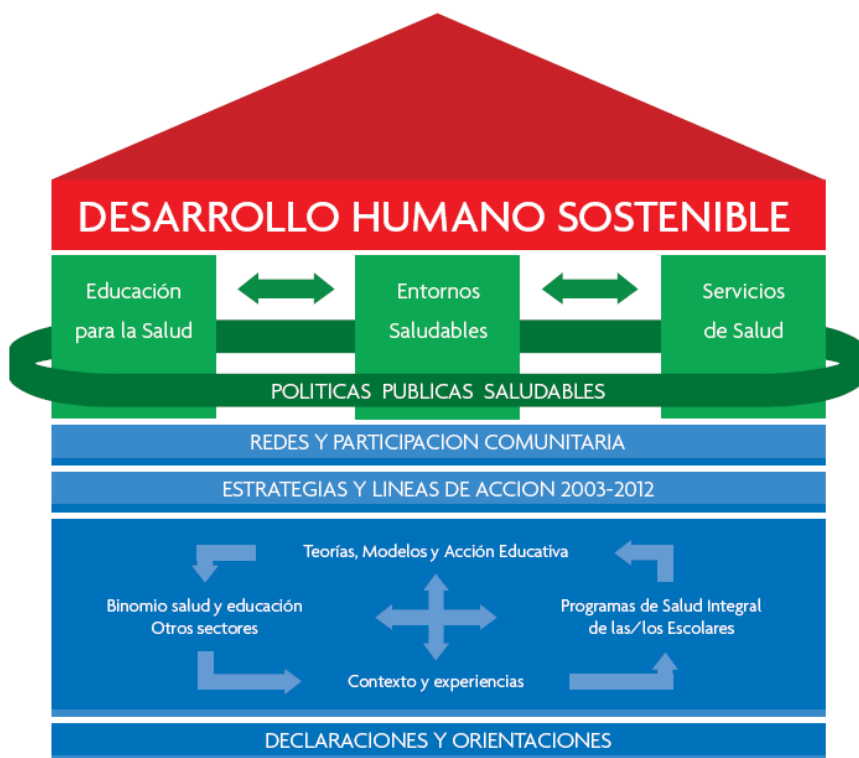 DESARROLLO HUMANO SOSTENIBLE
Educación
para la Salud
Entornos
Saludables
Servicios
de Salud
POLITICAS PUBLICAS SALUDABLES
REDES Y PARTICIPACION COMUNITARIA
ESTRATEGIAS Y LINEAS DE ACCION 2003-2012
Teorías, Modelos y Acción Educativa
Binomio salud y educación
Otros sectores
Programas de Salud Integral
de las/los Escolares
Contexto y experiencias
DECLARACIONES Y ORIENTACIONES